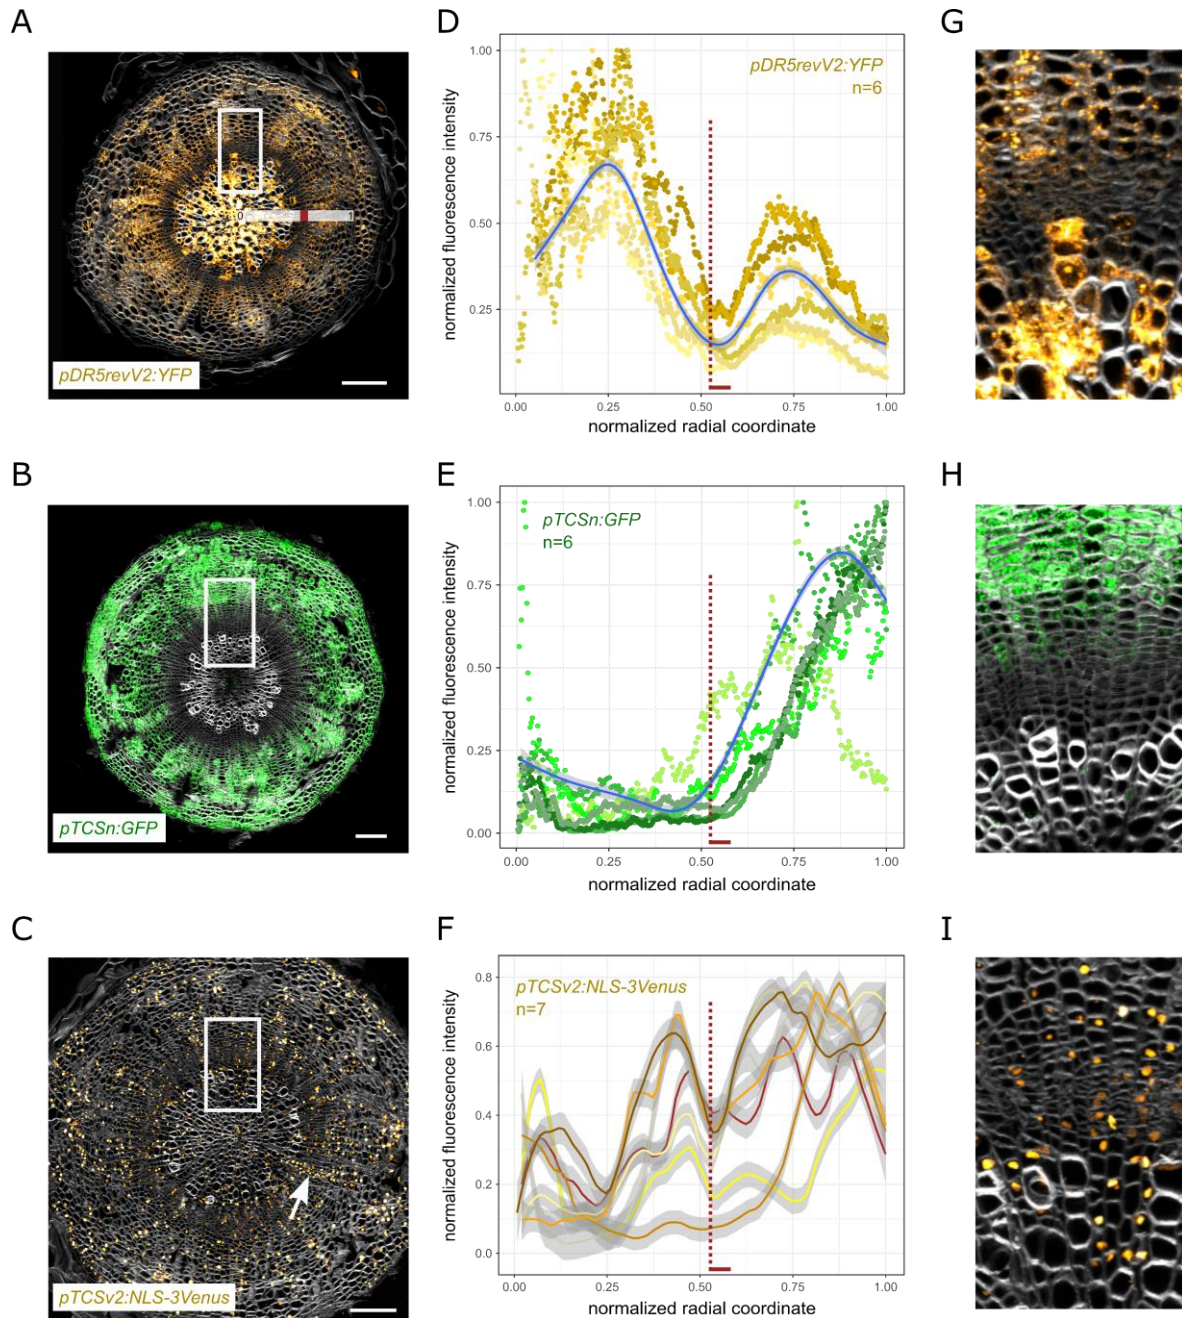 A
pDR5revV2:YFP
0
1
D
normalized fluorescence intensity
1.00
0.75
0.50
0.25
pDR5revV2:YFP
n=6
0.00
0.25
0.50
0.75
1.00
normalized radial coordinate
G
B
pTCSn:GFP
E
normalized fluorescence intensity
1.00
0.75
0.50
0.25
0.00
pTCSn:GFP
n=6
0.00
0.25
0.50
0.75
1.00
normalized radial coordinate
H
C
pTCSv2:NLS-3Venus
F
normalized fluorescence intensity
0.8
0.6
0.4
0.2
0.0
pTCSv2:NLS-3Venus
n=7
0.00
0.25
0.50
0.75
1.00
normalized radial coordinate
I